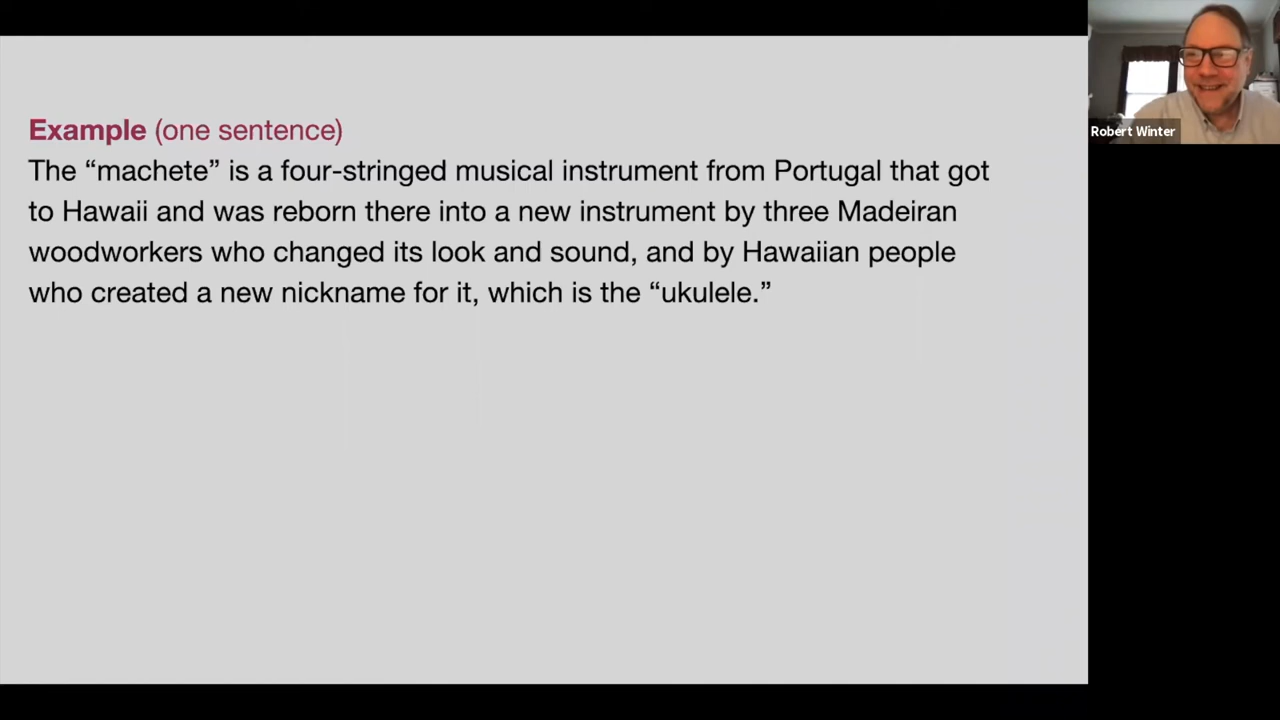 Example (one sentence)
The “machete” is a four-stringed musical instrument from Portugal that got
to Hawaii and was reborn there into a new instrument by three Madeiran
woodworkers who changed its look and sound, and by Hawaiian people
who created a new nickname for it, which is the “ukulele.”
Robert Winter